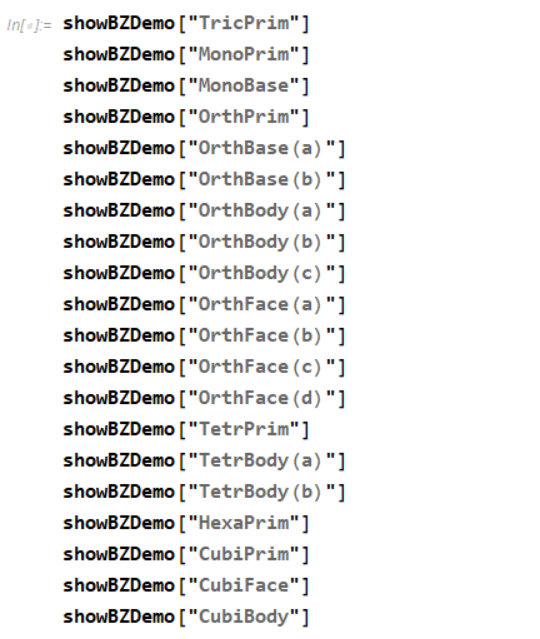 In[∘]:= showBZDemo["TricPrim"]
showBZDemo["MonoPrim"]
showBZDemo["MonoBase"]
showBZDemo["OrthPrim"]
showBZDemo["OrthBase(a)"]
showBZDemo["OrthBase(b)"]
showBZDemo["OrthBody(a)"]
showBZDemo["OrthBody(b)"]
showBZDemo["OrthBody(c)"]
showBZDemo["OrthFace(a)"]
showBZDemo["OrthFace(b)"]
showBZDemo["OrthFace(c)"]
showBZDemo["OrthFace(d)"]
showBZDemo["TetrPrim"]
showBZDemo["TetrBody(a)"]
showBZDemo["TetrBody(b)"]
showBZDemo["HexaPrim"]
showBZDemo["CubiPrim"]
showBZDemo["CubiFace"]
showBZDemo["CubiBody"]